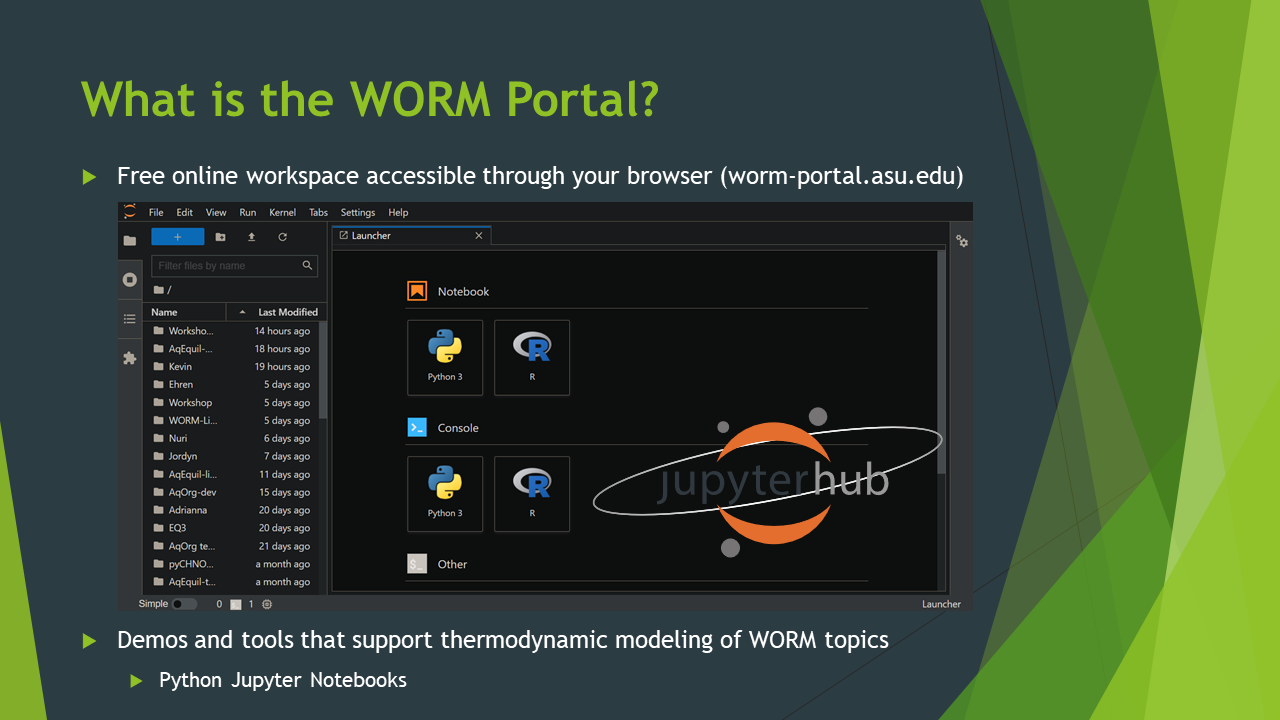 What is the WORM Portal?
Free online workspace accessible through your browser (worm-portal.asu.edu)
File Edit View Run Kernel Tabs Settings Help
+
Launcher
Filter files by name
/
Name Last Modified
Worksho... 14 hours ago
AqEquil-... 18 hours ago
Kevin 19 hours ago
Ehren 5 days ago
Workshop 5 days ago
WORM-Li... 5 days ago
Nuri 6 days ago
Jordyn 7 days ago
AqEquil-li... 11 days ago
AqOrg-dev 15 days ago
Adrianna 20 days ago
EQ3 20 days ago
AqOrg te... 21 days ago
pyCHNO... a month ago
AqEquil-t... a month ago
Notebook
Python 3 R
Console
Python 3 R
jupyterhub
$_ Other
Simple 0 1 Launcher
Demos and tools that support thermodynamic modeling of WORM topics
Python Jupyter Notebooks